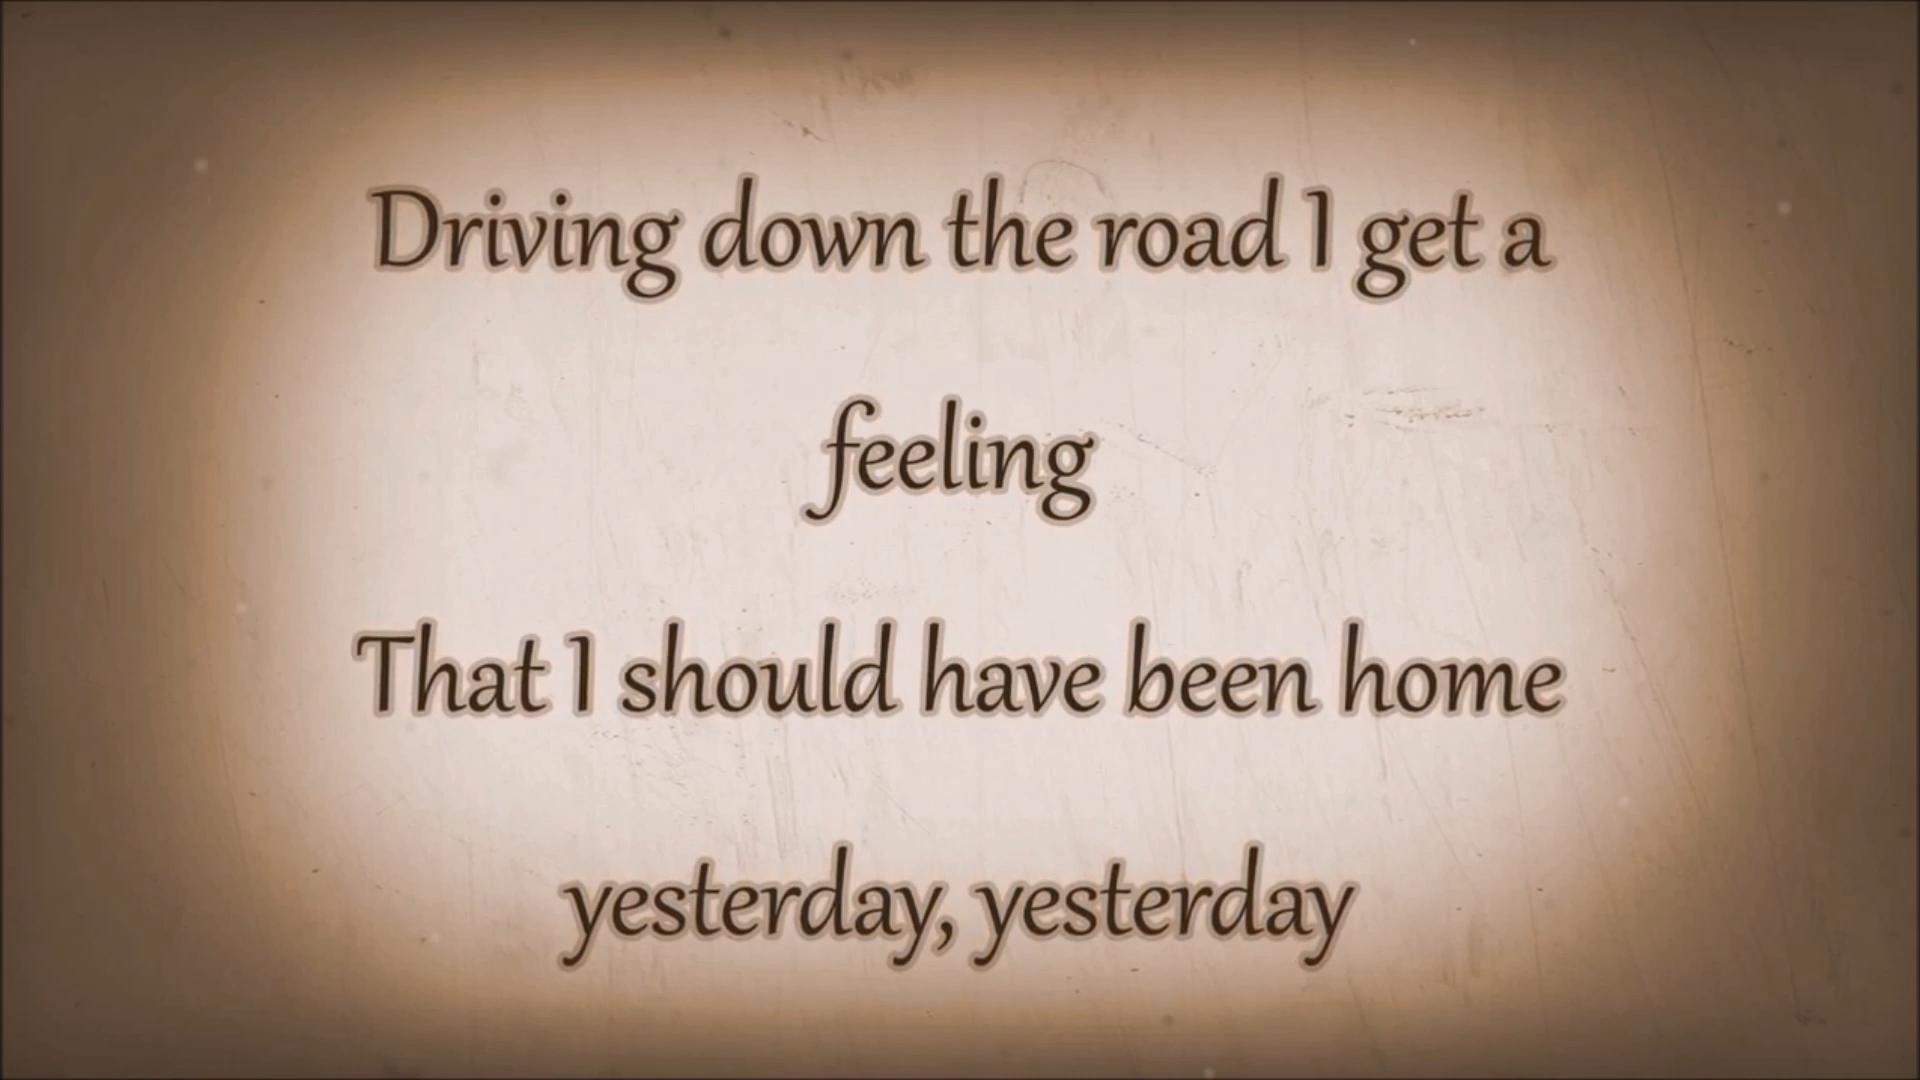 Driving down the road I get a
feeling
That I should have been home
yesterday, yesterday